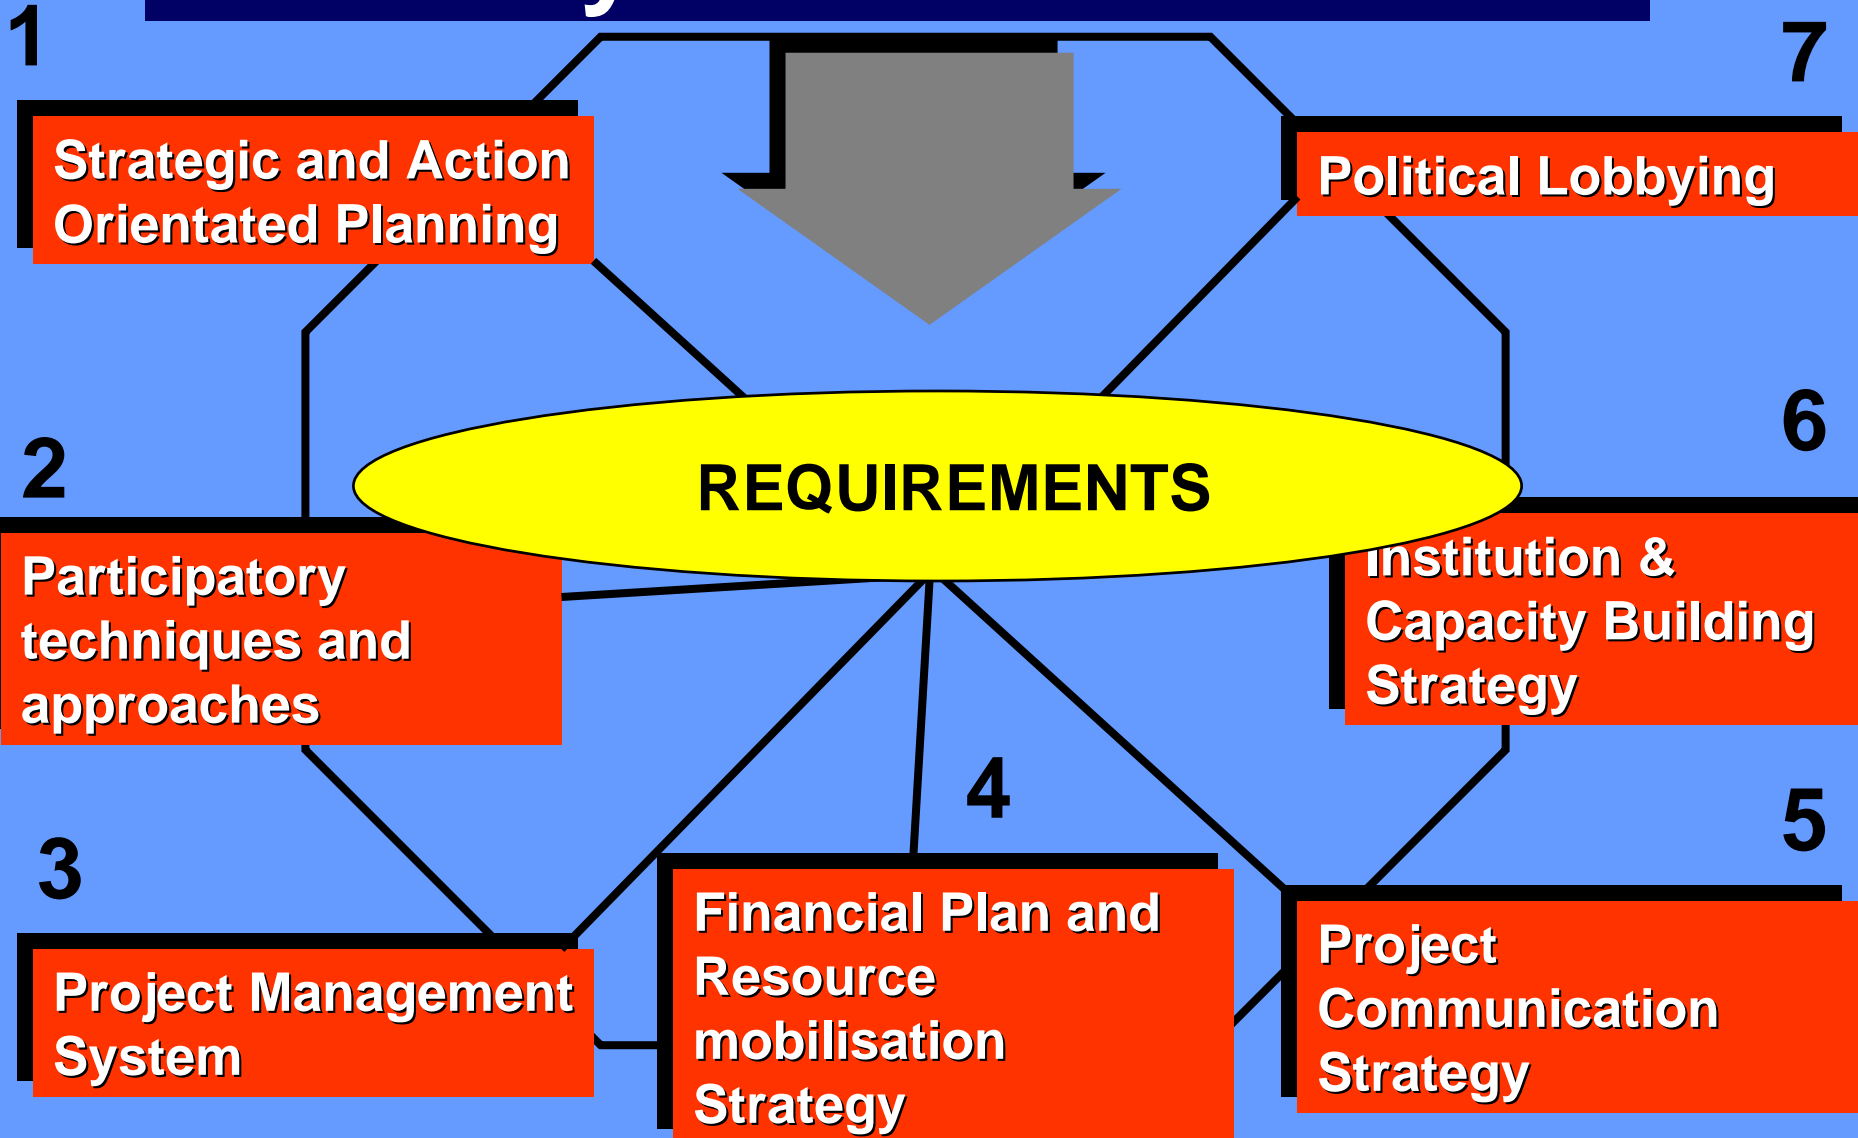 1
Strategic and Action
Orientated Planning
7
Political Lobbying
REQUIREMENTS
2
Participatory
techniques and
approaches
6
Institution &
Capacity Building
Strategy
3
Project Management
System
4
Financial Plan and
Resource
mobilisation
Strategy
5
Project
Communication
Strategy